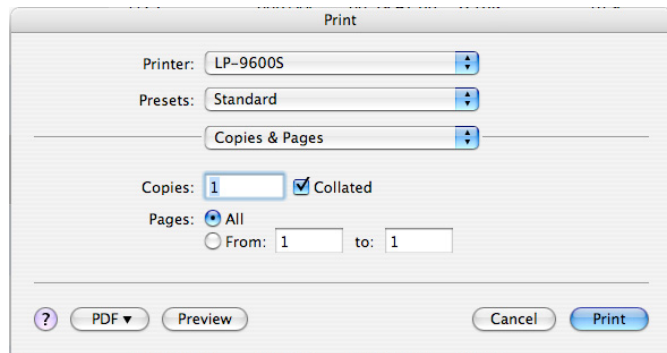 Print
Printer: LP-9600S
Presets: Standard
Copies & Pages
Copies: 1 Collated
Pages: All
From: 1 to: 1
? PDF▼ Preview Cancel Print